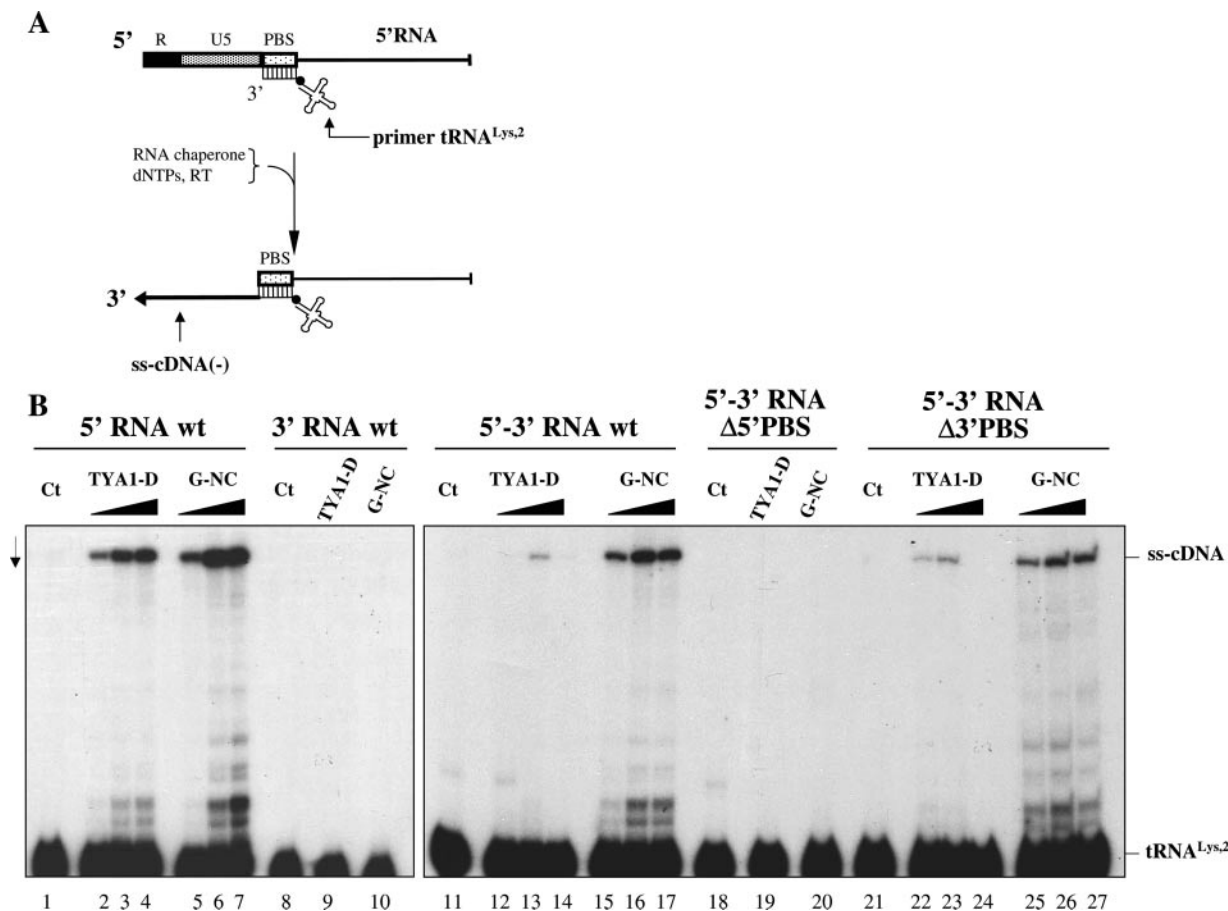 A
5' R U5 PBS 5'RNA
3'
primer tRNA^Lys,2
RNA chaperone
dNTPs, RT
PBS
3'
ss-cDNA(-)
B
5' RNA wt 3' RNA wt 5'-3' RNA wt 5'-3' RNA Δ5'PBS 5'-3' RNA Δ3'PBS
Ct TYA1-D G-NC Ct TYA1-D G-NC Ct TYA1-D G-NC Ct TYA1-D G-NC Ct TYA1-D G-NC
ss-cDNA
tRNA^Lys,2
1 2 3 4 5 6 7 8 9 10 11 12 13 14 15 16 17 18 19 20 21 22 23 24 25 26 27